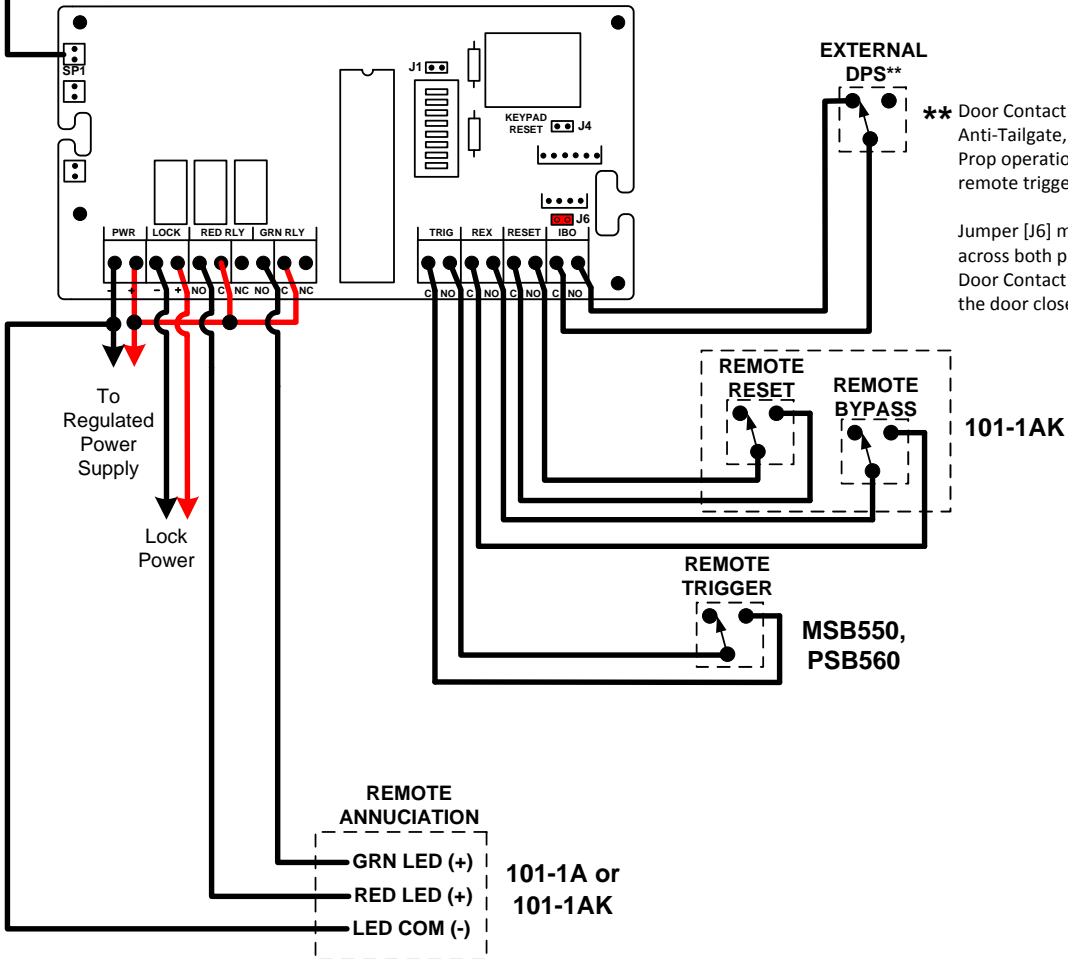 SP1
J1
KEYPAD
RESET
J4
J6
PWR LOCK RED RLY GRN RLY
TRIG REX RESET IBO
− + − + NO C NC NO C NC
C NO C NO C NO C NO
EXTERNAL
DPS**
** Door Contact
Anti-Tailgate,
Prop operatio
remote trigge
Jumper [J6] m
across both p
Door Contact
the door close
To
Regulated
Power
Supply
Lock
Power
REMOTE
RESET
REMOTE
BYPASS
101-1AK
REMOTE
TRIGGER
MSB550,
PSB560
REMOTE
ANNUCIATION
GRN LED (+)
RED LED (+)
LED COM (-)
101-1A or
101-1AK